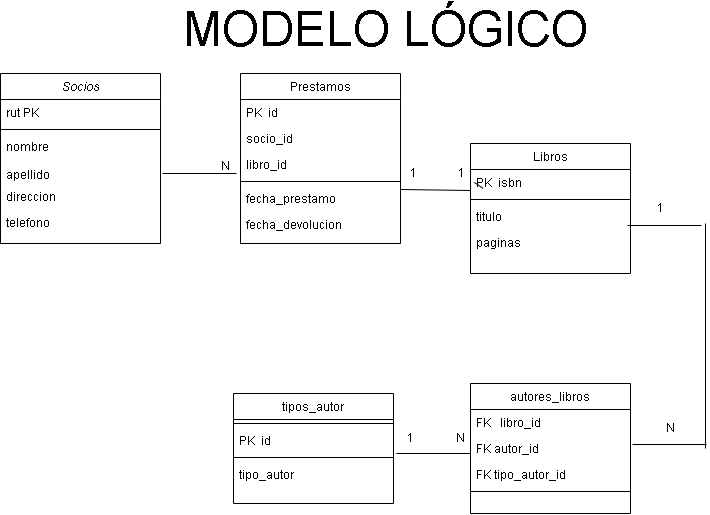 MODELO LÓGICO
Socios
rut PK
nombre
apellido
direccion
telefono
N
Prestamos
PK id
socio_id
libro_id
fecha_prestamo
fecha_devolucion
1
1
Libros
PK isbn
titulo
paginas
1
N
tipos_autor
PK id
tipo_autor
1
N
autores_libros
FK libro_id
FK autor_id
FK tipo_autor_id